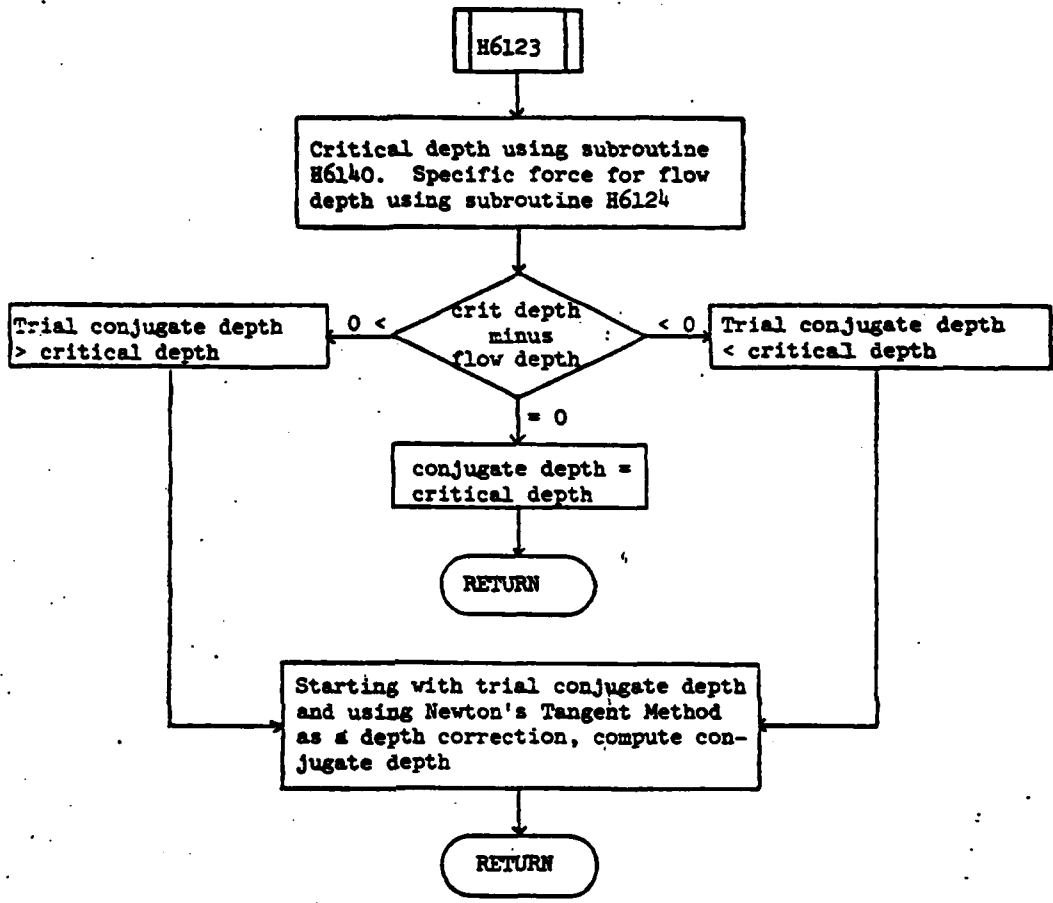 H6123
Critical depth using subroutine
H6140. Specific force for flow
depth using subroutine H6124
crit depth
minus
flow depth
0 <
< 0
Trial conjugate depth
> critical depth
Trial conjugate depth
< critical depth
= 0
conjugate depth =
critical depth
RETURN
Starting with trial conjugate depth
and using Newton's Tangent Method
as a depth correction, compute con-
jugate depth
RETURN